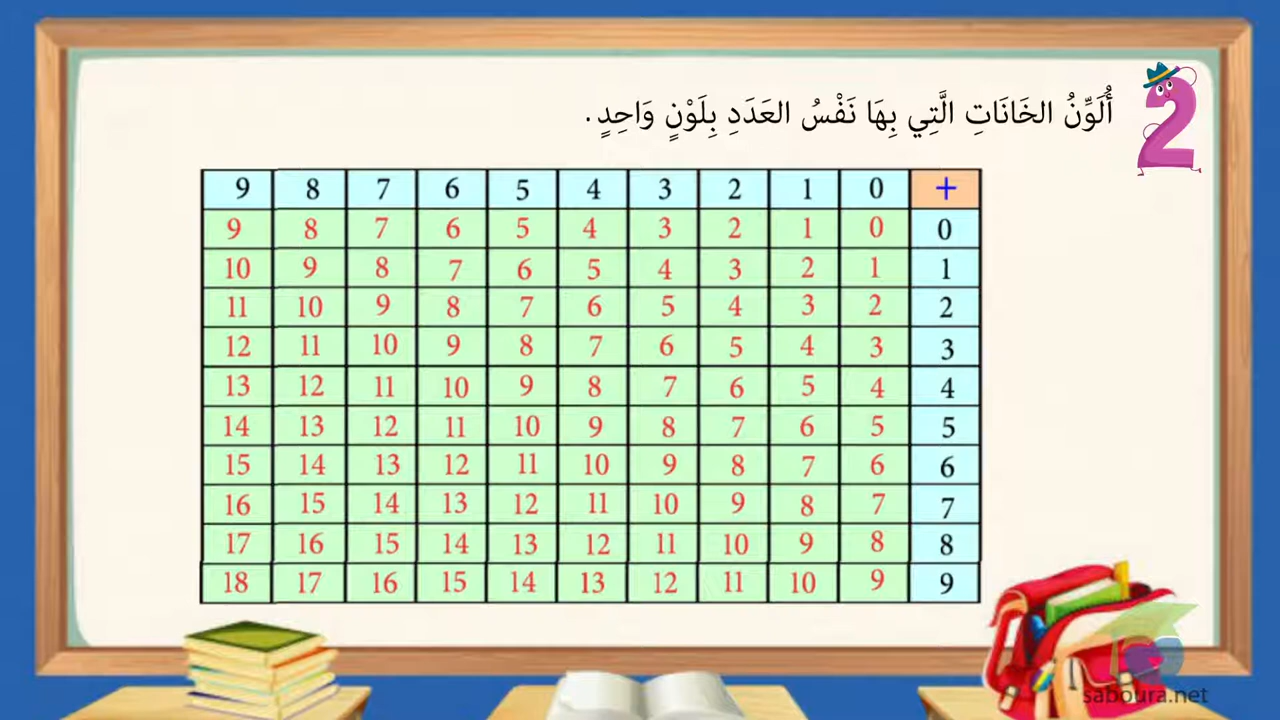 2
أُلَوِّنُ الخَانَاتِ الَّتِي بِهَا نَفْسُ العَدَدِ بِلَوْنٍ وَاحِدٍ.
+ 0 1 2 3 4 5 6 7 8 9
0 0 1 2 3 4 5 6 7 8 9
1 1 2 3 4 5 6 7 8 9 10
2 2 3 4 5 6 7 8 9 10 11
3 3 4 5 6 7 8 9 10 11 12
4 4 5 6 7 8 9 10 11 12 13
5 5 6 7 8 9 10 11 12 13 14
6 6 7 8 9 10 11 12 13 14 15
7 7 8 9 10 11 12 13 14 15 16
8 8 9 10 11 12 13 14 15 16 17
9 9 10 11 12 13 14 15 16 17 18
saboura.net